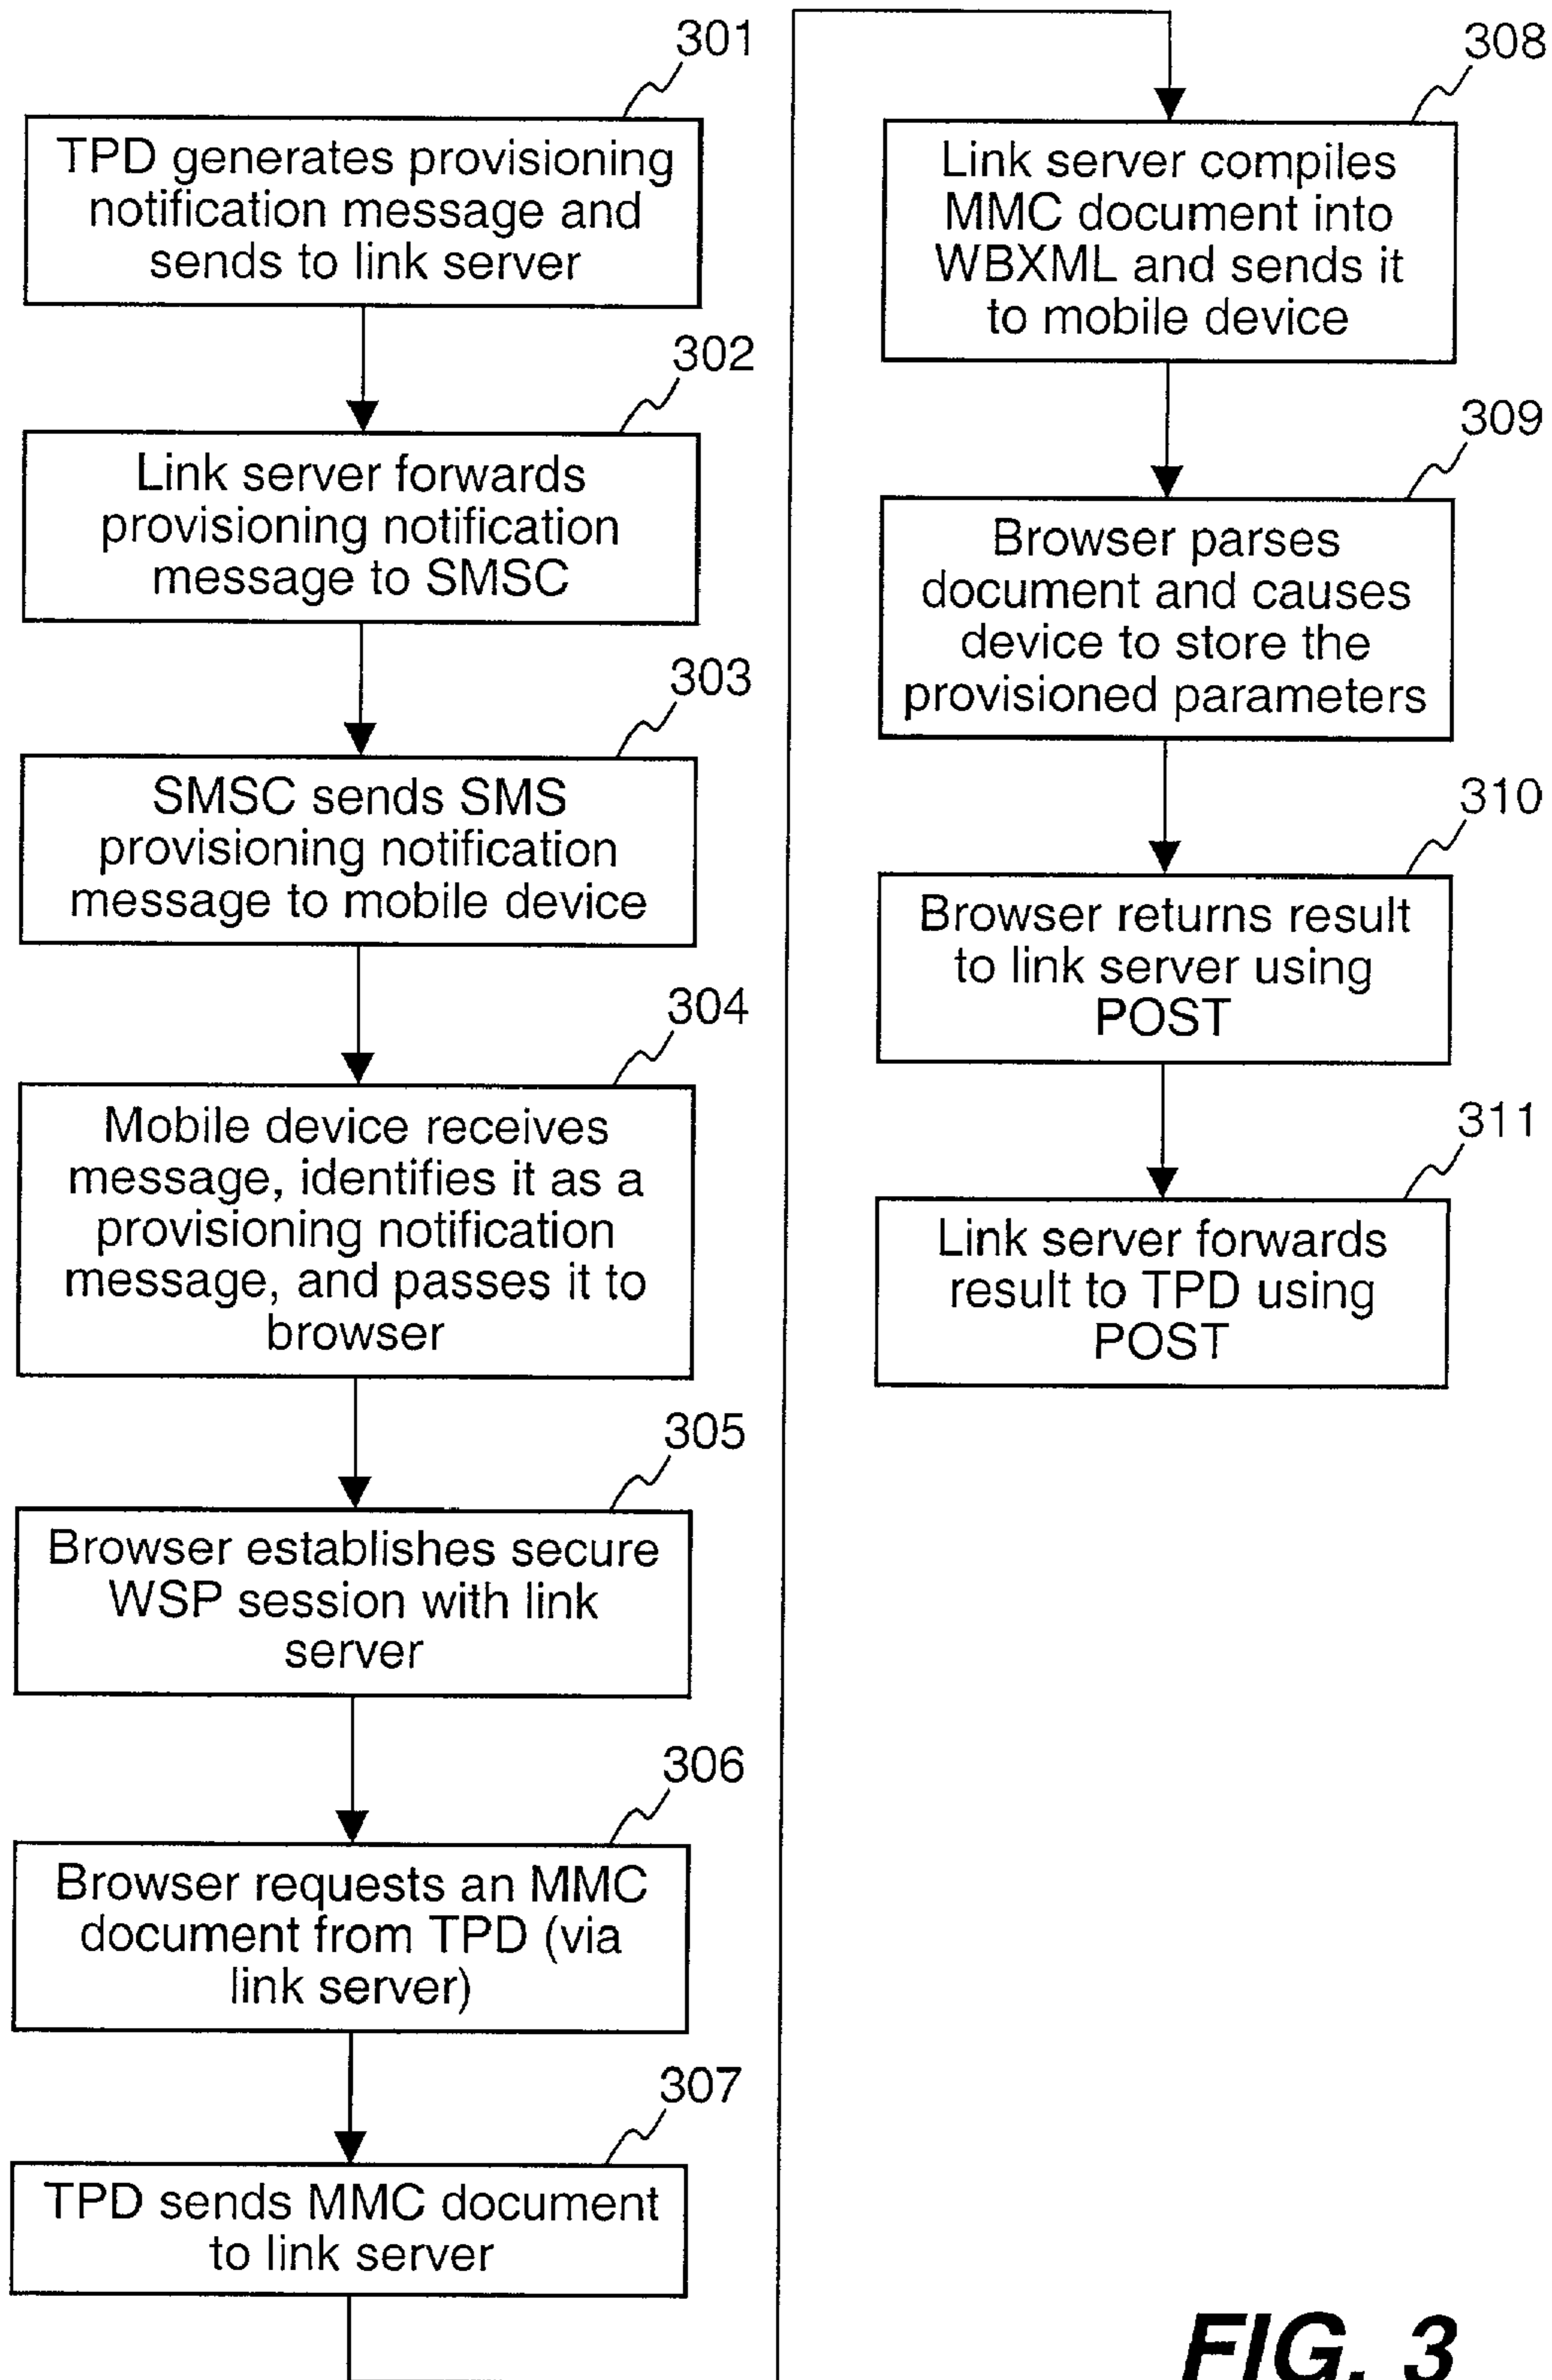 301
TPD generates provisioning
notification message and
sends to link server
302
Link server forwards
provisioning notification
message to SMSC
303
SMSC sends SMS
provisioning notification
message to mobile device
304
Mobile device receives
message, identifies it as a
provisioning notification
message, and passes it to
browser
305
Browser establishes secure
WSP session with link
server
306
Browser requests an MMC
document from TPD (via
link server)
307
TPD sends MMC document
to link server
308
Link server compiles
MMC document into
WBXML and sends it
to mobile device
309
Browser parses
document and causes
device to store the
provisioned parameters
310
Browser returns result
to link server using
POST
311
Link server forwards
result to TPD using
POST
FIG. 3